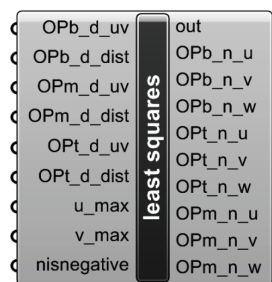 OPb_d_uv
OPb_d_dist
OPm_d_uv
OPm_d_dist
OPt_d_uv
OPt_d_dist
u_max
v_max
nisnegative
least squares
out
OPb_n_u
OPb_n_v
OPb_n_w
OPt_n_u
OPt_n_v
OPt_n_w
OPm_n_u
OPm_n_v
OPm_n_w